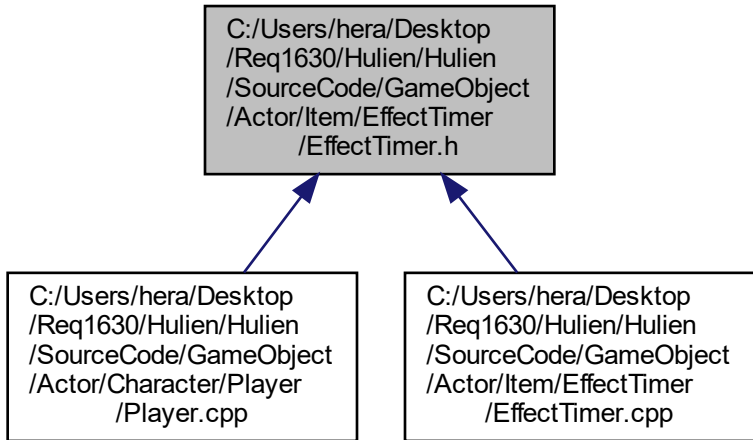 C:/Users/hera/Desktop
/Req1630/Hulien/Hulien
/SourceCode/GameObject
/Actor/Item/EffectTimer
/EffectTimer.h
C:/Users/hera/Desktop
/Req1630/Hulien/Hulien
/SourceCode/GameObject
/Actor/Character/Player
/Player.cpp
C:/Users/hera/Desktop
/Req1630/Hulien/Hulien
/SourceCode/GameObject
/Actor/Item/EffectTimer
/EffectTimer.cpp